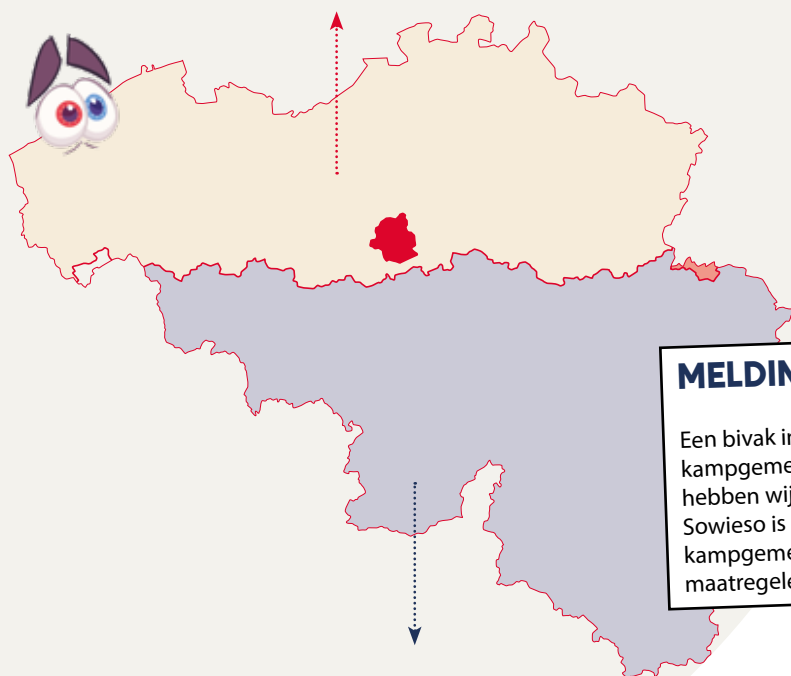 MELDIN
Een bivak in
kampgeme
hebben wij
Sowieso is
kampgeme
maatregele